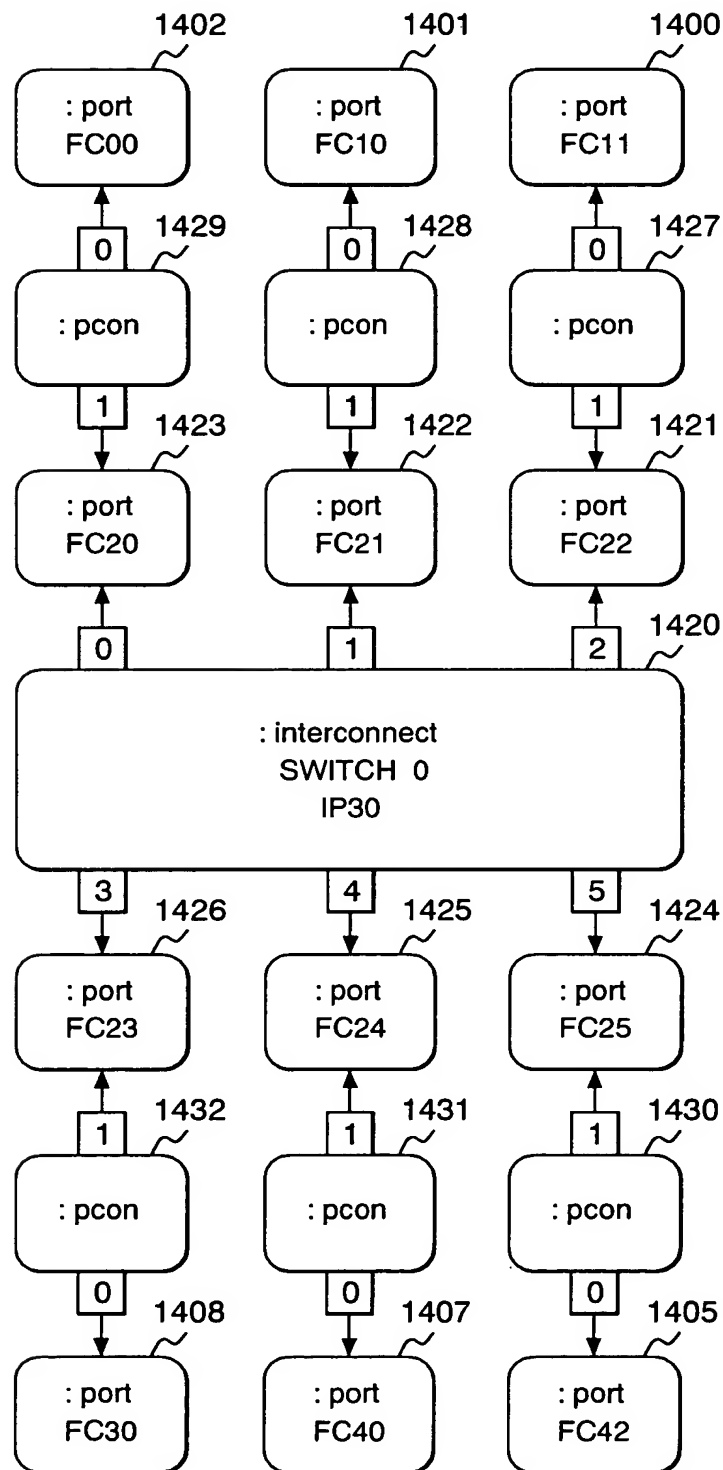 1402 1401 1400
: port : port : port
FC00 FC10 FC11
1429 1428 1427
0 0 0
: pcon : pcon : pcon
1 1 1
1423 1422 1421
: port : port : port
FC20 FC21 FC22
1420
0 1 2
: interconnect
SWITCH 0
IP30
3 4 5
1426 1425 1424
: port : port : port
FC23 FC24 FC25
1432 1431 1430
1 1 1
: pcon : pcon : pcon
0 0 0
1408 1407 1405
: port : port : port
FC30 FC40 FC42